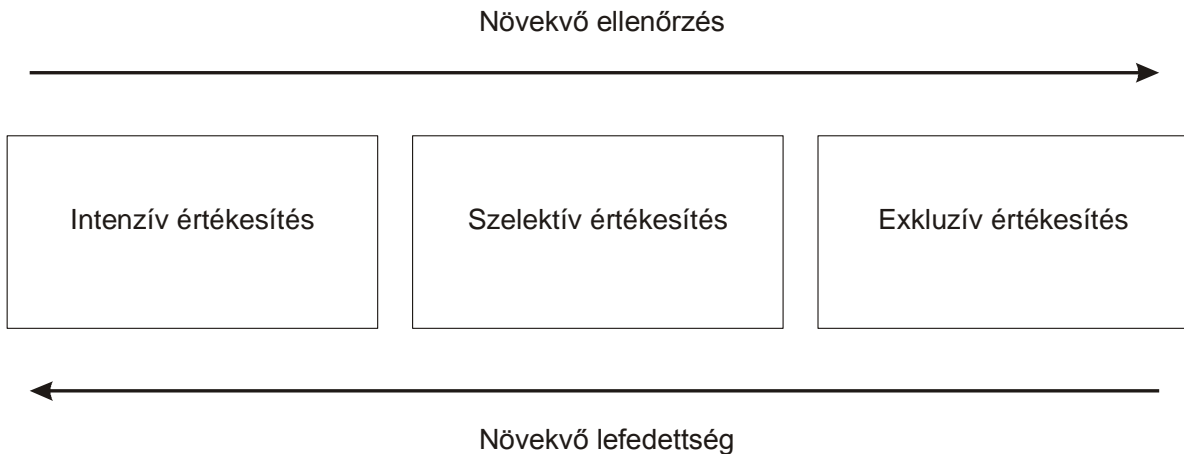 Növekvő ellenőrzés
Intenzív értékesítés
Szelektív értékesítés
Exkluzív értékesítés
Növekvő lefedettség